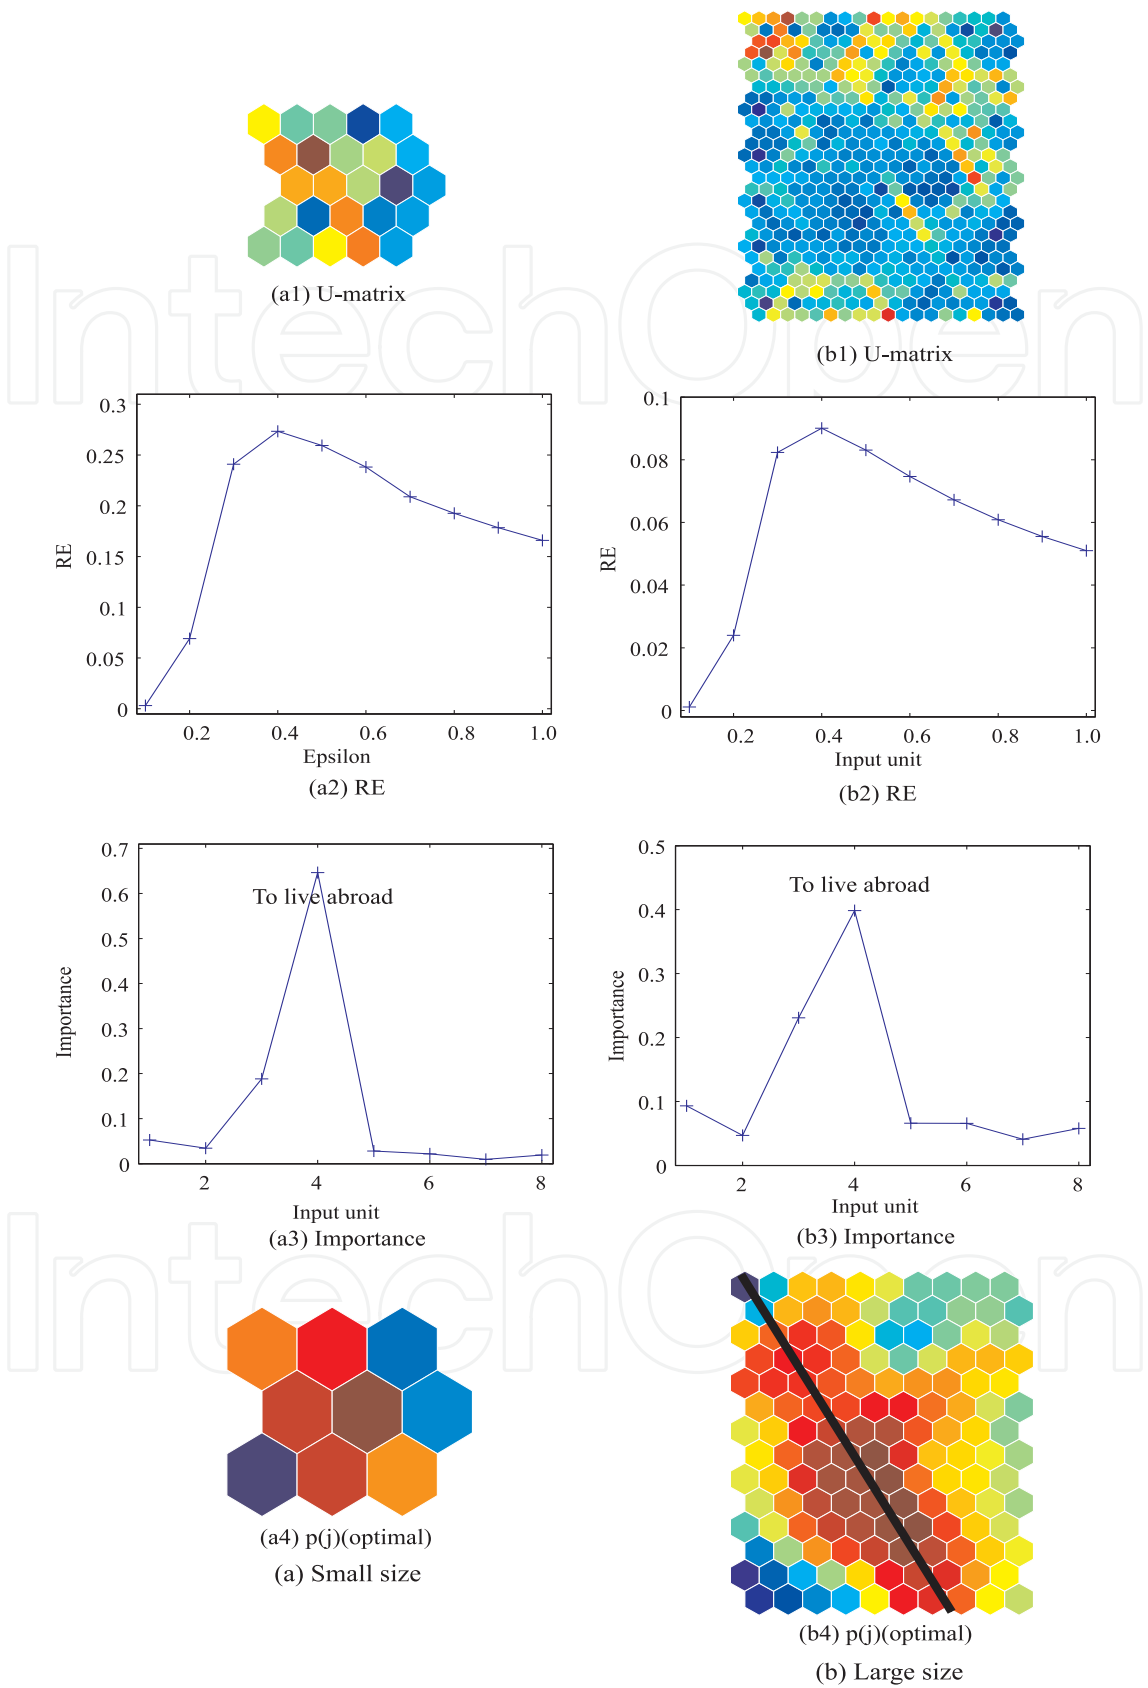 IntechOpen
(a1) U-matrix
(b1) U-matrix
0.3
0.25
0.2
0.15
0.1
0.05
0
RE
0.2 0.4 0.6 0.8 1.0
Epsilon
(a2) RE
0.1
0.08
0.06
0.04
0.02
0
RE
0.2 0.4 0.6 0.8 1.0
Input unit
(b2) RE
0.7
0.6
0.5
0.4
0.3
0.2
0.1
0
Importance
To live abroad
2 4 6 8
Input unit
(a3) Importance
0.5
0.4
0.3
0.2
0.1
0
Importance
To live abroad
2 4 6 8
Input unit
(b3) Importance
IntechOpen
(a4) p(j)(optimal)
(a) Small size
(b4) p(j)(optimal)
(b) Large size